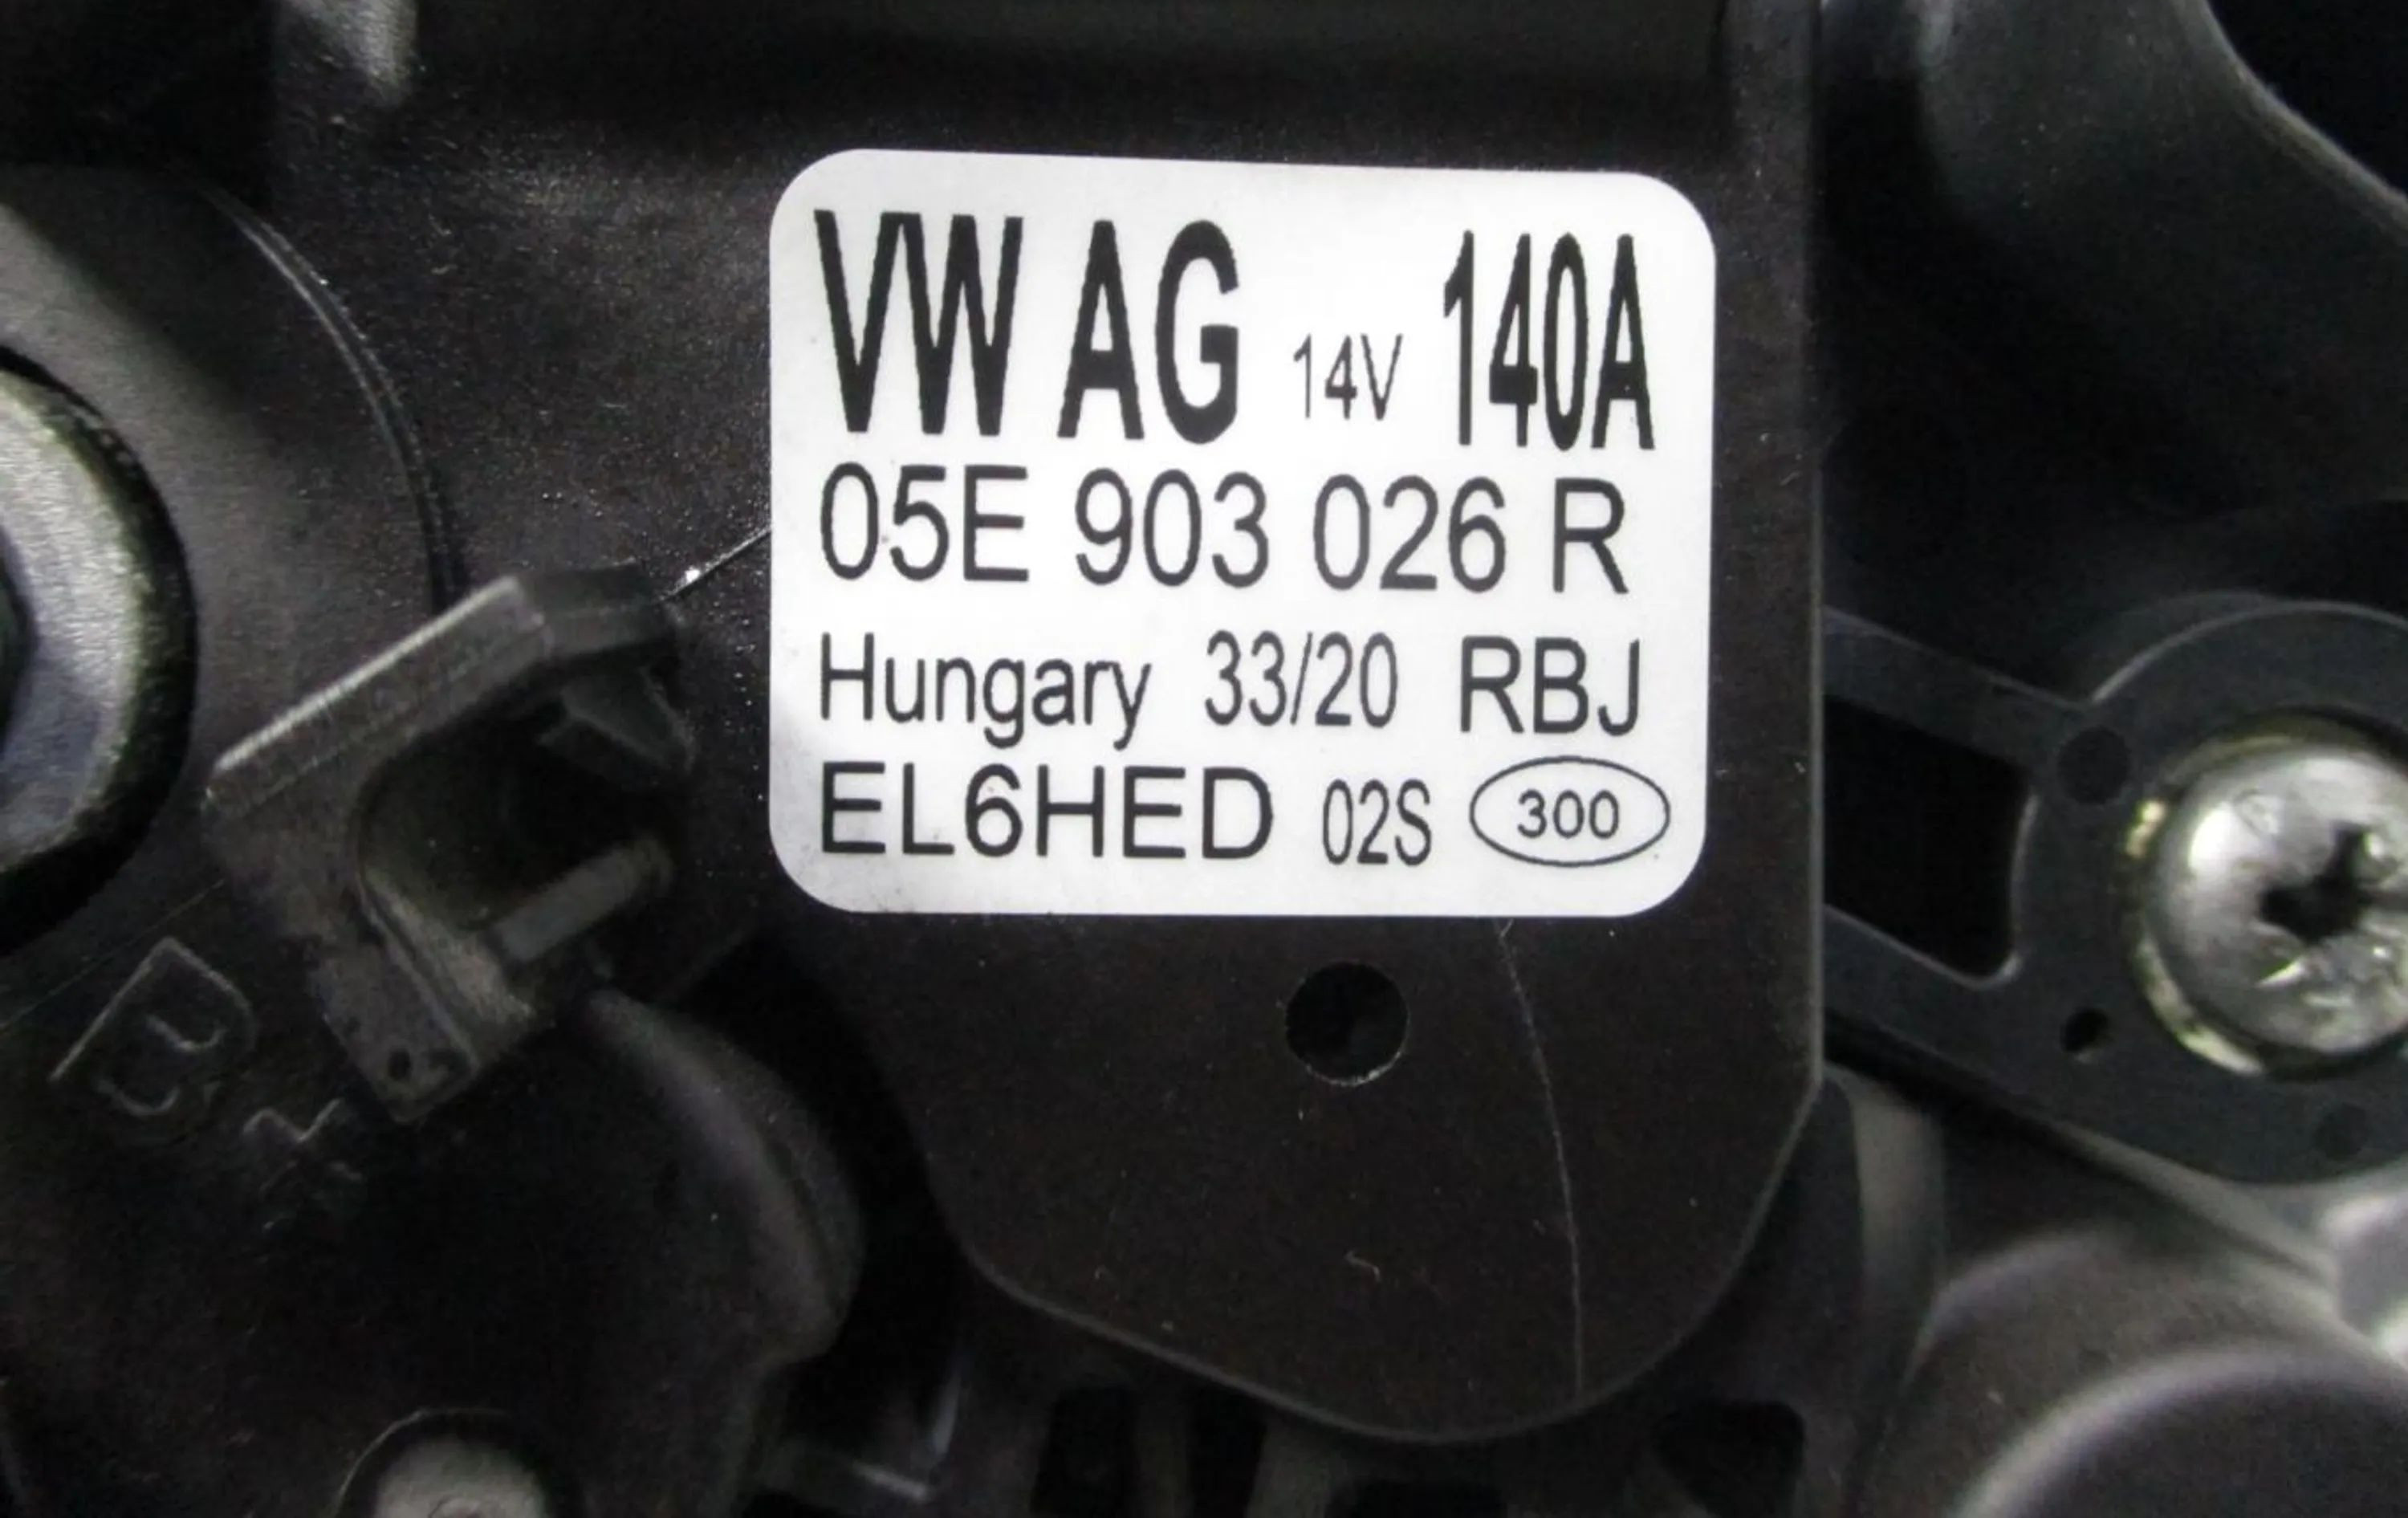 VW AG 14V 140A
05E 903 026 R
Hungary 33/20 RBJ
EL6HED 02S 300
B+